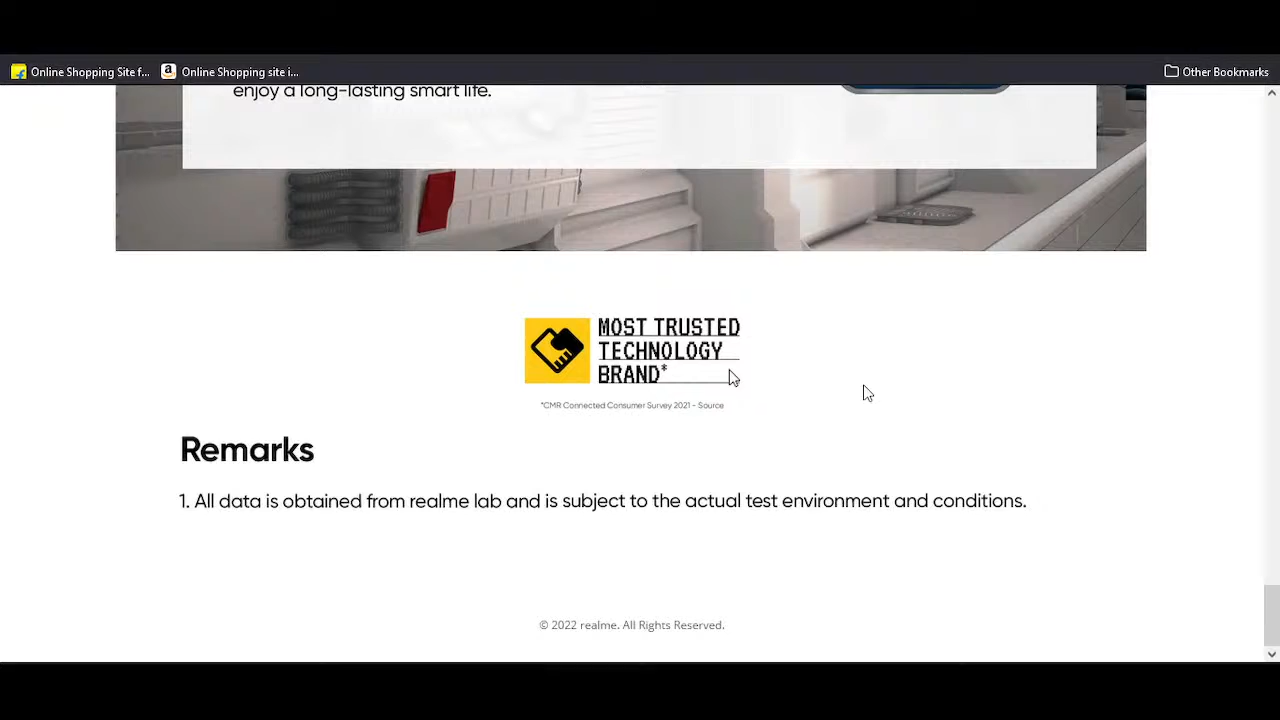 Online Shopping Site f...
Online Shopping site i...
Other Bookmarks
enjoy a long-lasting smart life.
MOST TRUSTED
TECHNOLOGY
BRAND*
*CMR Connected Consumer Survey 2021 - Source
Remarks
1. All data is obtained from realme lab and is subject to the actual test environment and conditions.
© 2022 realme. All Rights Reserved.